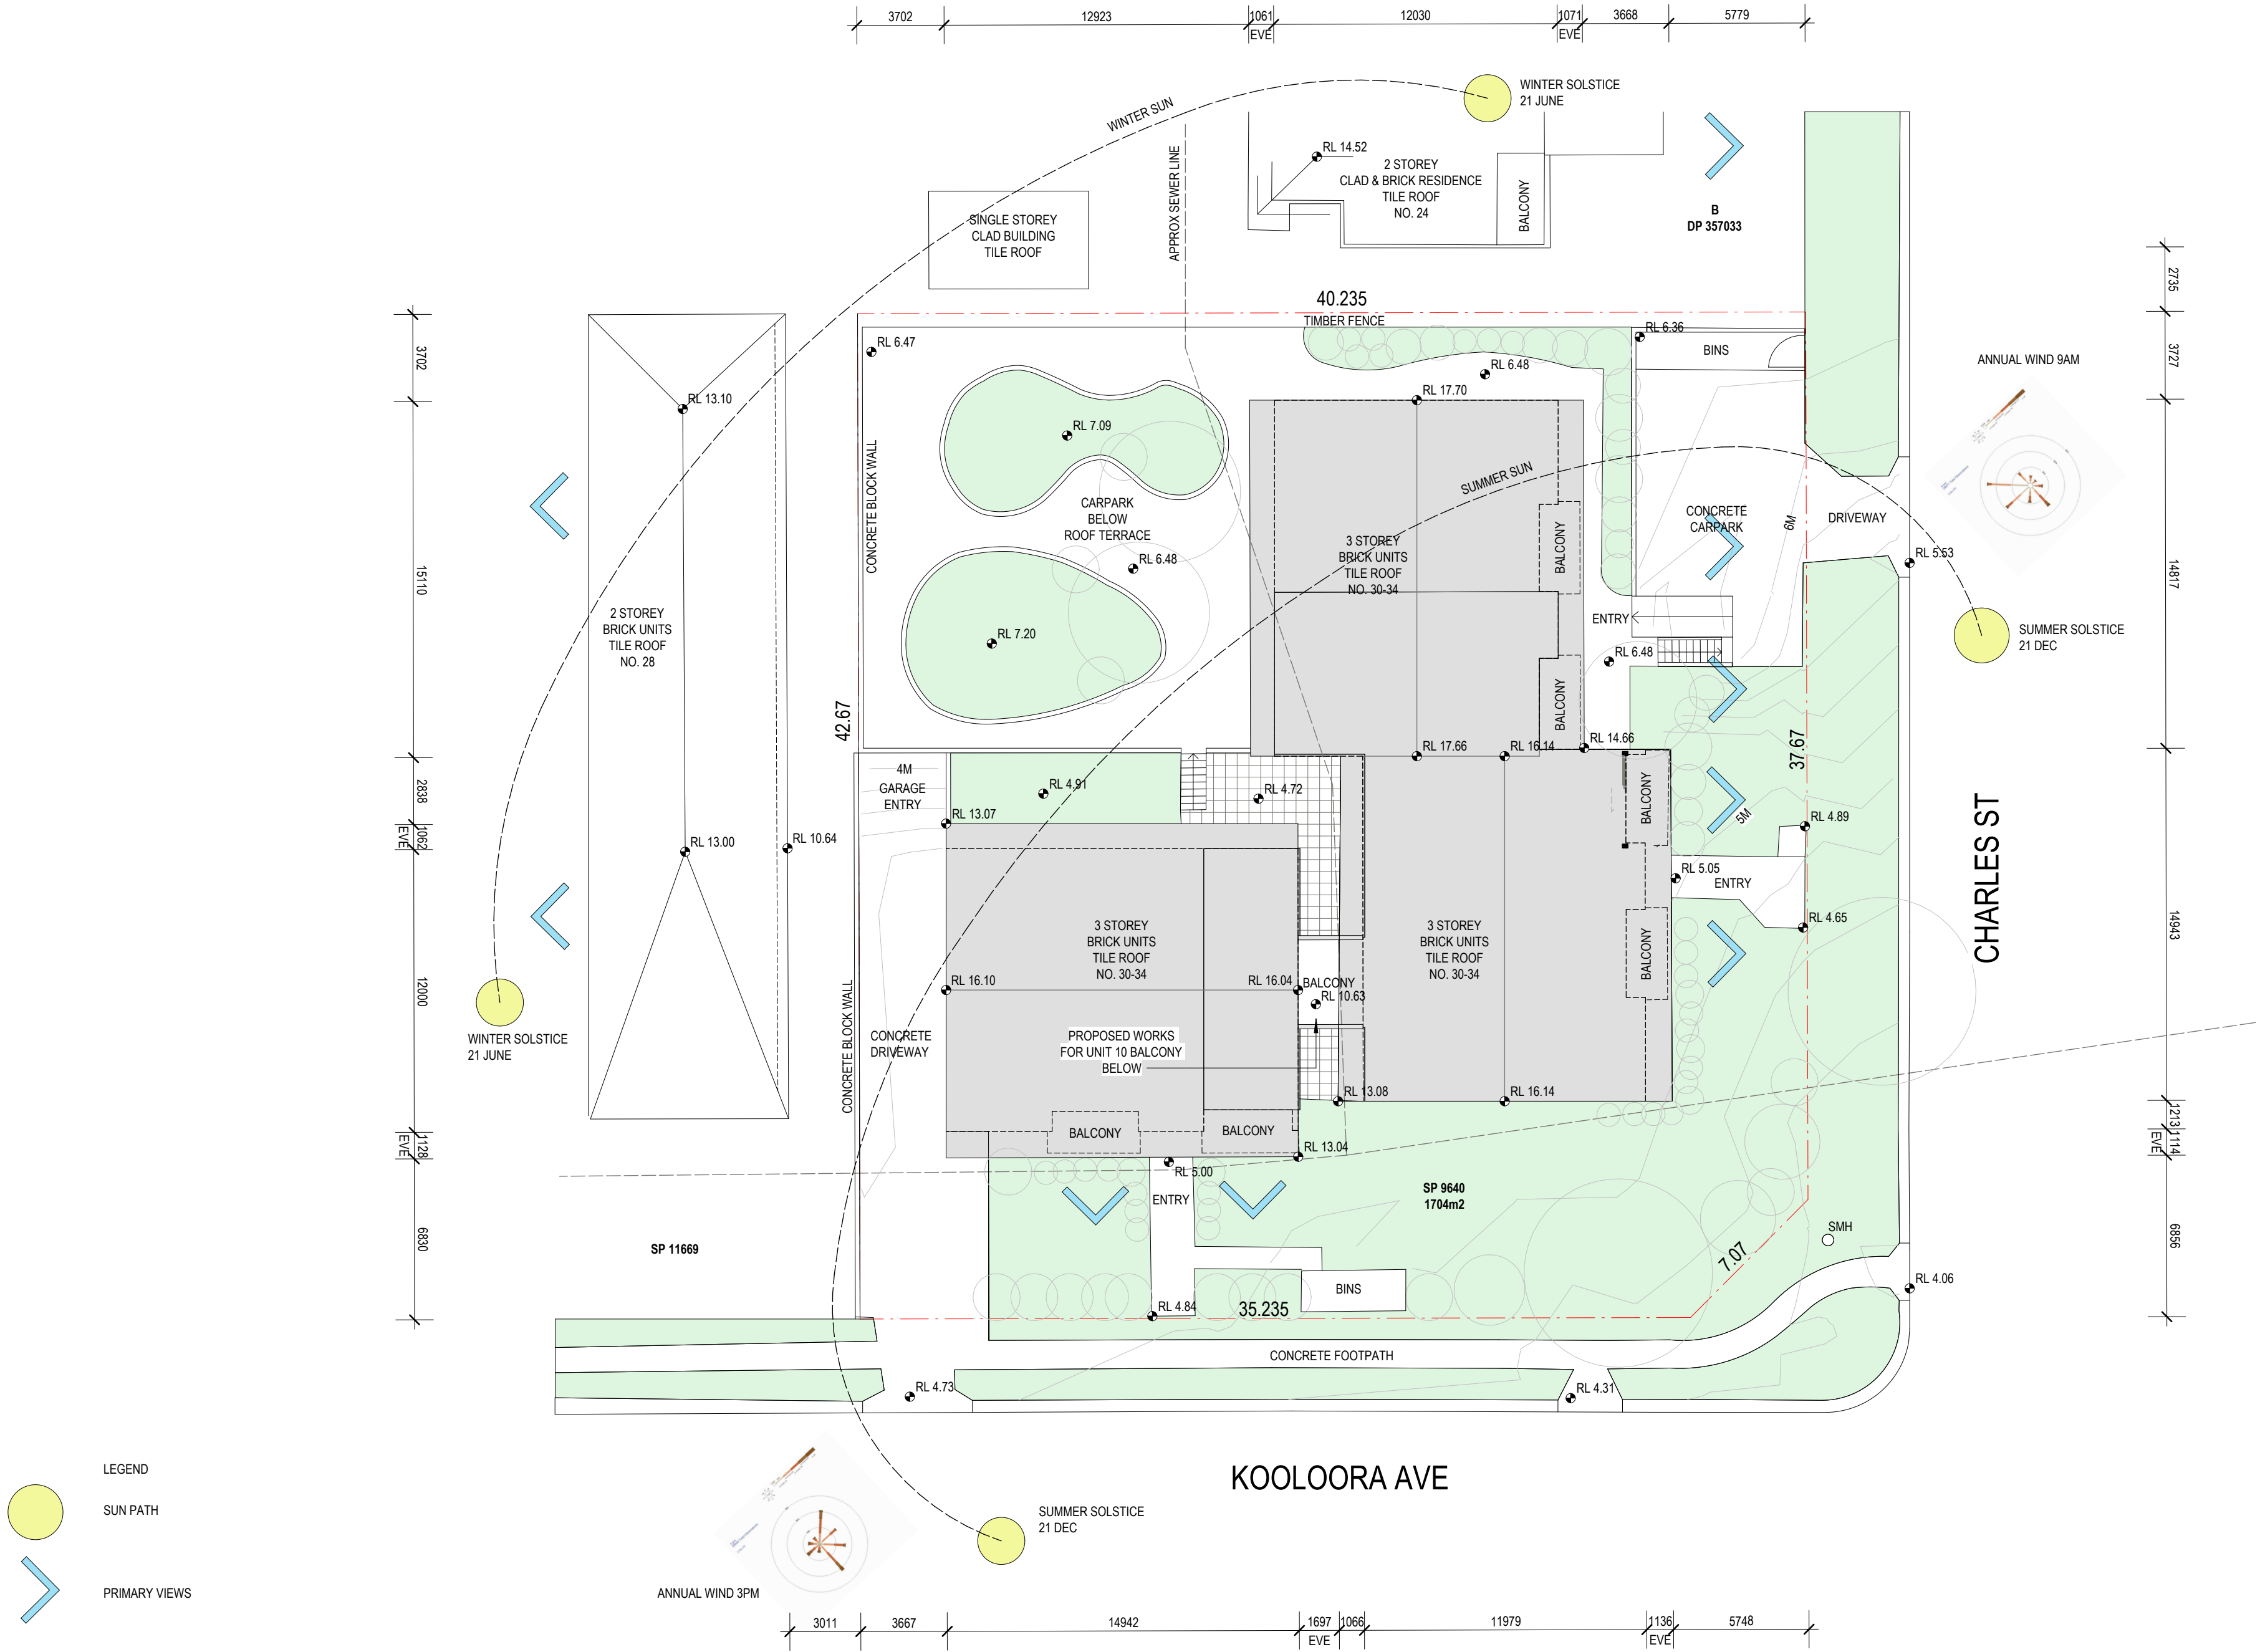 3702
12923
1061
EVE
12030
1071
EVE
3668
5779
WINTER SOLSTICE
21 JUNE
WINTER SUN
APPROX SEWER LINE
RL 14.52
2 STOREY
CLAD & BRICK RESIDENCE
TILE ROOF
NO. 24
BALCONY
B
DP 357033
SINGLE STOREY
CLAD BUILDING
TILE ROOF
2735
40.235
TIMBER FENCE
RL 6.47
RL 6.36
BINS
3702
3727
RL 6.48
ANNUAL WIND 9AM
RL 13.10
RL 17.70
RL 7.09
CONCRETE BLOCK WALL
SUMMER SUN
CARPARK
BELOW
ROOF TERRACE
CONCRETE
CARPARK
6M
DRIVEWAY
BALCONY
3 STOREY
BRICK UNITS
TILE ROOF
NO. 30-34
RL 6.48
RL 5.53
15110
14817
2 STOREY
BRICK UNITS
TILE ROOF
NO. 28
RL 7.20
ENTRY
SUMMER SOLSTICE
21 DEC
RL 6.48
BALCONY
42.67
RL 14.66
RL 17.66
RL 16.14
37.67
4M
GARAGE
ENTRY
RL 4.91
RL 4.72
BALCONY
5M
2838
RL 13.07
RL 4.89
1062
EVE
RL 13.00
RL 10.64
RL 5.05
ENTRY
CHARLES ST
RL 4.65
3 STOREY
BRICK UNITS
TILE ROOF
NO. 30-34
3 STOREY
BRICK UNITS
TILE ROOF
NO. 30-34
BALCONY
14943
12000
RL 16.10
RL 16.04
BALCONY
RL 10.63
WINTER SOLSTICE
21 JUNE
CONCRETE BLOCK WALL
CONCRETE
DRIVEWAY
PROPOSED WORKS
FOR UNIT 10 BALCONY
BELOW
RL 13.08
RL 16.14
1213
1128
EVE
BALCONY
BALCONY
1114
EVE
RL 13.04
RL 5.00
ENTRY
SP 9640
1704m2
SMH
SP 11669
6830
6856
7.07
BINS
RL 4.06
RL 4.84
35.235
CONCRETE FOOTPATH
RL 4.73
RL 4.31
KOOLOORA AVE
LEGEND
SUN PATH
PRIMARY VIEWS
SUMMER SOLSTICE
21 DEC
ANNUAL WIND 3PM
3011
3667
14942
1697
EVE
1066
11979
1136
EVE
5748